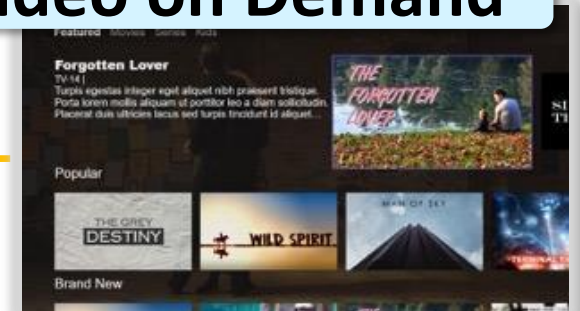 Video on Demand
Featured Movies Series Kids
Forgotten Lover
TV-14 |
Turpis egestas integer eget aliquet nibh praesent tristique.
Porta lorem mollis aliquam ut porttitor leo a diam sollicitudin.
Placerat duis ultricies lacus sed turpis tincidunt id aliquet...
THE
FORGOTTEN
LOVER
Popular
THE GREY
DESTINY
WILD SPIRIT
MAN OF SKY
Brand New